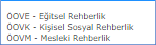 OOVE - Eğitsel Rehberlik
OOVK - Kişisel Sosyal Rehberlik
OOVM - Mesleki Rehberlik